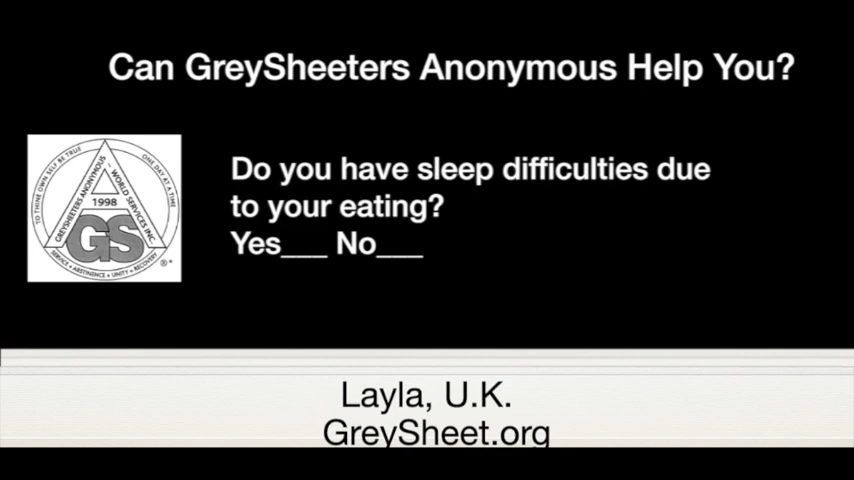 Can GreySheeters Anonymous Help You?
TO THINE OWN SELF BE TRUE
ONE DAY AT A TIME
GREYSHEETERS ANONYMOUS
WORLD SERVICES INC.
1998
GS
SERVICE • ABSTINENCE • UNITY • RECOVERY
®
Do you have sleep difficulties due
to your eating?
Yes___ No___
Layla, U.K.
GreySheet.org